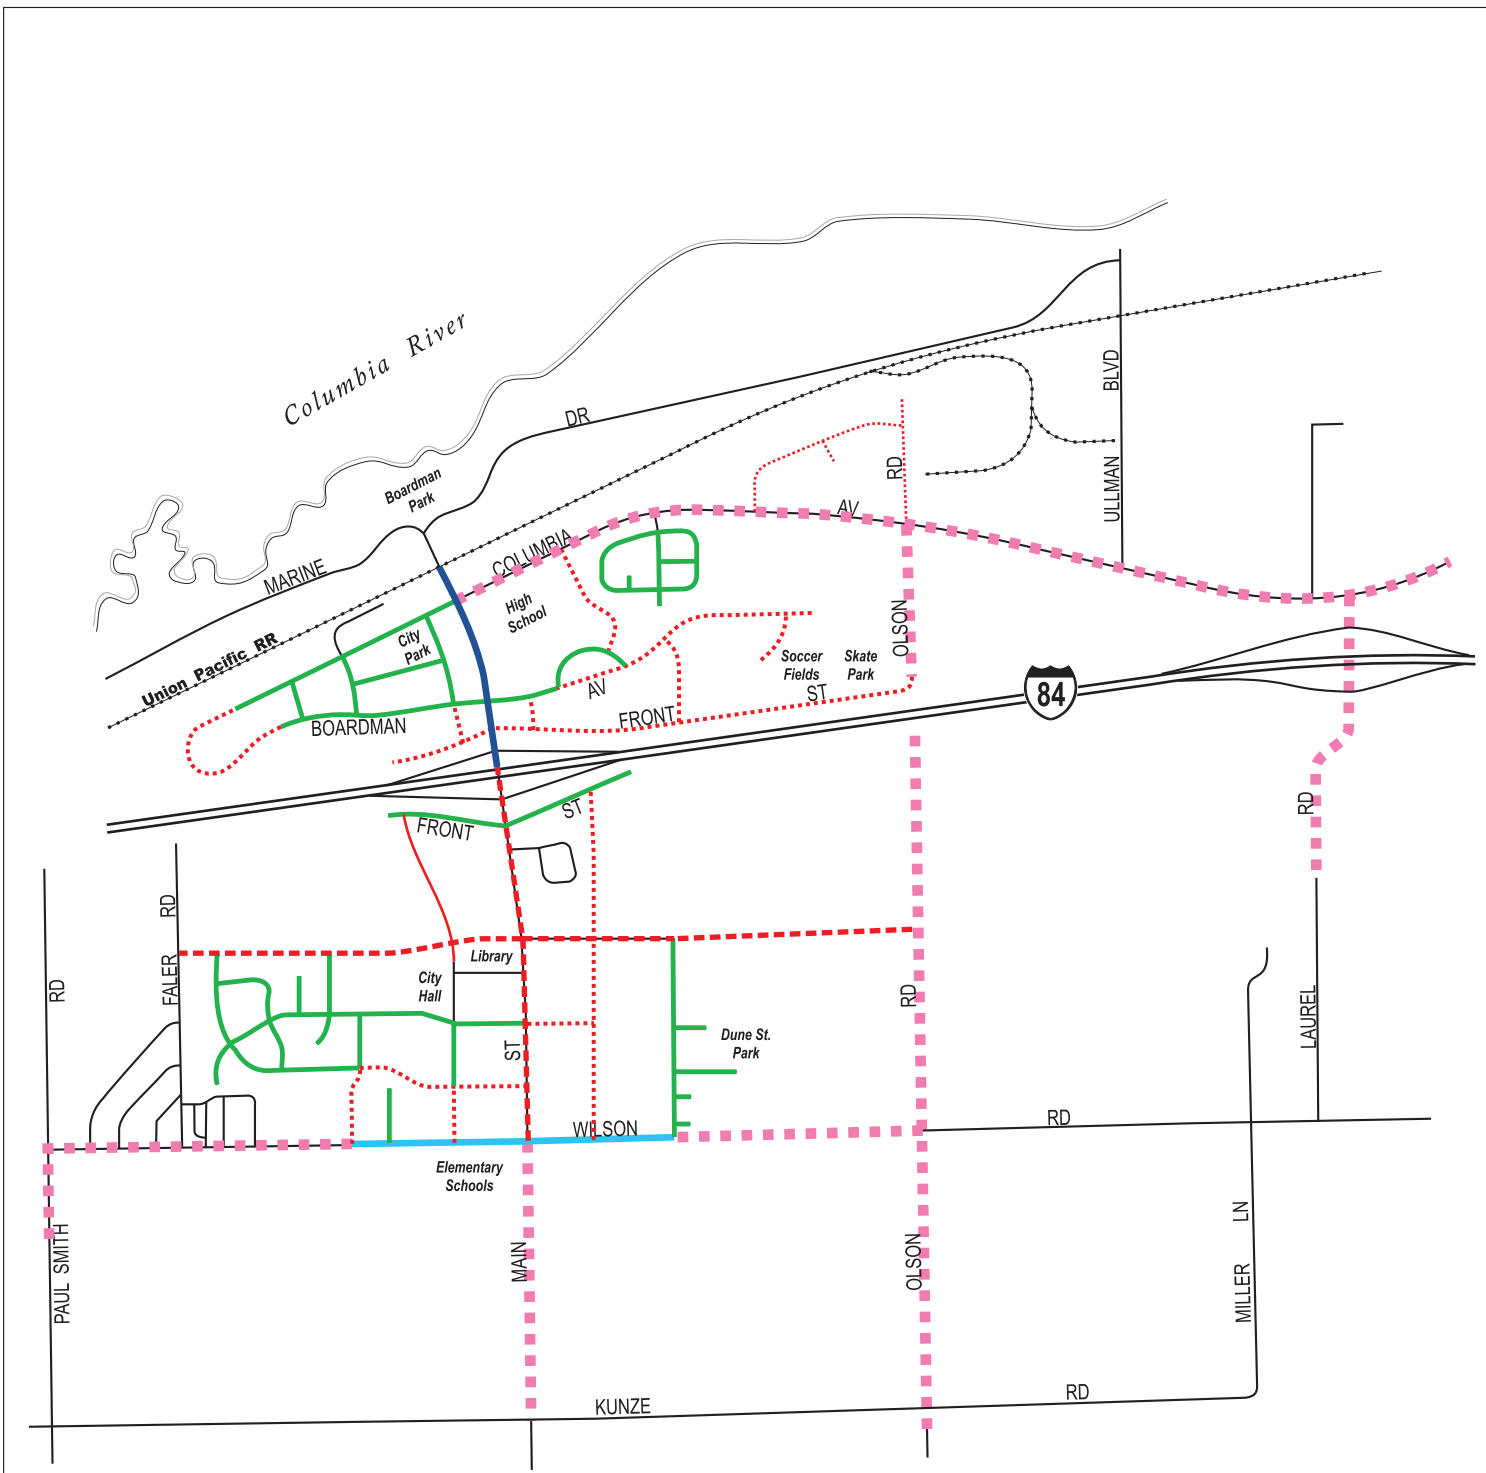 Columbia River
BLVD
DR
RD
Boardman
Park
ULLMAN
AV
COLUMBIA
MARINE
High
School
OLSON
City
Park
Union Pacific RR
Soccer
Fields
Skate
Park
AV
ST
84
FRONT
BOARDMAN
RD
ST
FRONT
RD
Library
FALER
City
Hall
RD
RD
LAUREL
Dune St.
Park
ST
WILSON
RD
Elementary
Schools
LN
MAIN
OLSON
PAUL SMITH
MILLER
RD
KUNZE